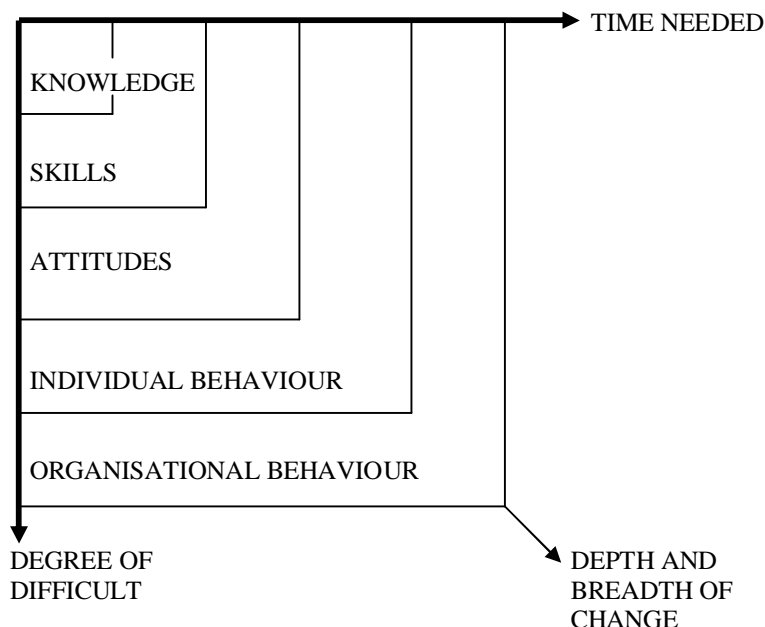 TIME NEEDED
KNOWLEDGE
SKILLS
ATTITUDES
INDIVIDUAL BEHAVIOUR
ORGANISATIONAL BEHAVIOUR
DEGREE OF
DIFFICULT
DEPTH AND
BREADTH OF
CHANGE